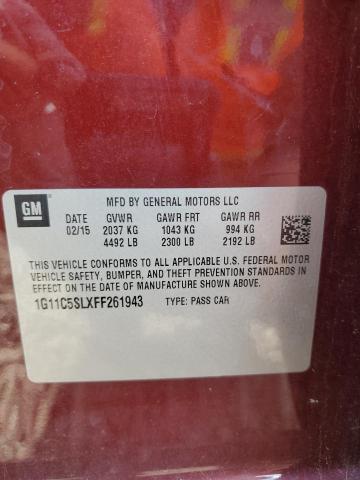 GM
MFD BY GENERAL MOTORS LLC
DATE GVWR GAWR FRT GAWR RR
02/15 2037 KG 1043 KG 994 KG
4492 LB 2300 LB 2192 LB
THIS VEHICLE CONFORMS TO ALL APPLICABLE U.S. FEDERAL MOTOR
VEHICLE SAFETY, BUMPER, AND THEFT PREVENTION STANDARDS IN
EFFECT ON THE DATE OF MANUFACTURE SHOWN ABOVE.
1G11C5SLXFF261943 TYPE: PASS CAR